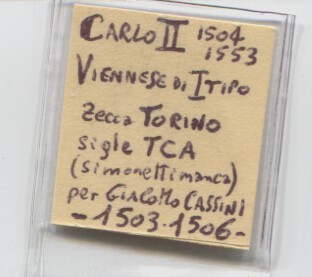 CARLO II 1504
1553
VIENNESE DI I TIPO
Zecca TORINO
sigle TCA
(simonetti manca)
per GIACOMO CASSINI
-1503-1506-